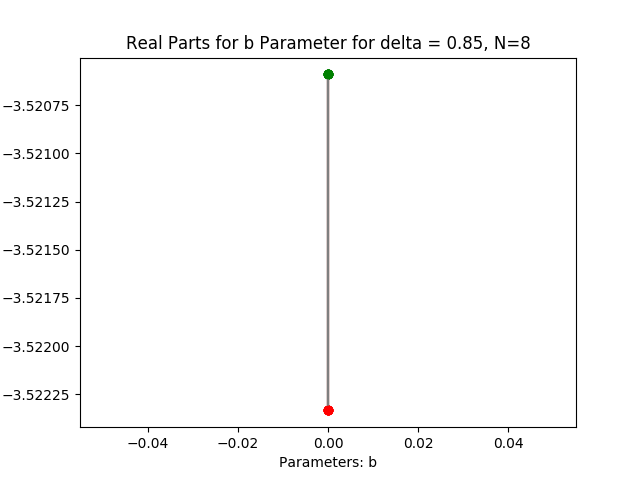 Real Parts for b Parameter for delta = 0.85, N=8
−3.52075
−3.52100
−3.52125
−3.52150
−3.52175
−3.52200
−3.52225
−0.04 −0.02 0.00 0.02 0.04
Parameters: b